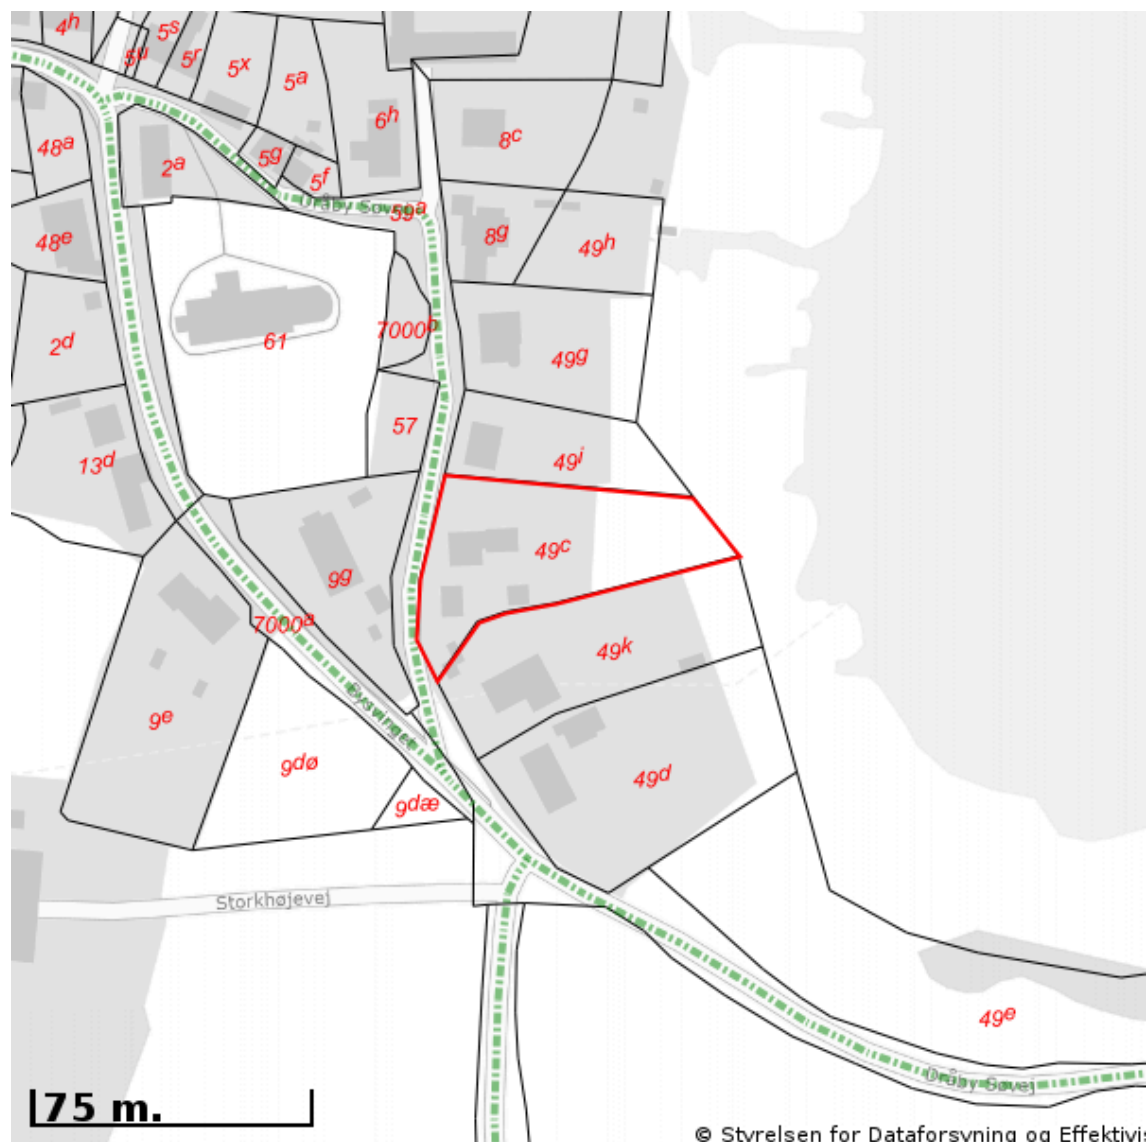 4h
5s
5u
5r
5x
5a
6h
8c
48a
2a
5g
5f
Dråby Søvej
59a
48e
8g
49h
2d
61
7000b
49g
57
13d
49i
9g
49c
7000a
49k
9e
Bysvinget
9dø
49d
9dæ
Storkhøjevej
49e
Dråby Søvej
75 m.
© Styrelsen for Dataforsyning og Effektivis